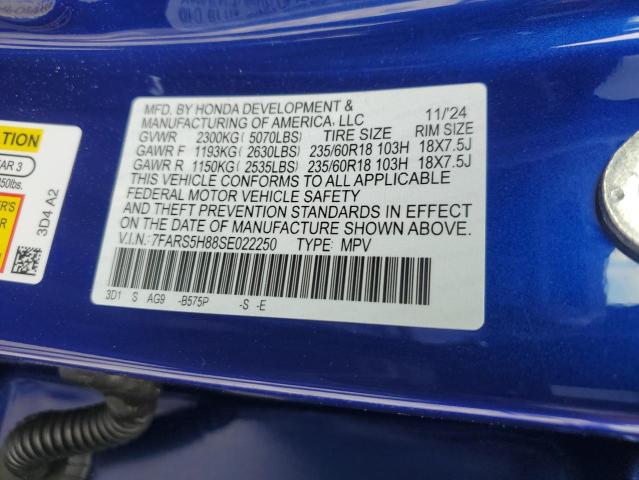 MFD. BY HONDA DEVELOPMENT &
MANUFACTURING OF AMERICA, LLC 11/'24
GVWR 2300KG ( 5070LBS) TIRE SIZE RIM SIZE
GAWR F 1193KG ( 2630LBS) 235/60R18 103H 18X7.5J
GAWR R 1150KG ( 2535LBS) 235/60R18 103H 18X7.5J
THIS VEHICLE CONFORMS TO ALL APPLICABLE
FEDERAL MOTOR VEHICLE SAFETY
AND THEFT PREVENTION STANDARDS IN EFFECT
ON THE DATE OF MANUFACTURE SHOWN ABOVE.
V.I.N.: 7FARS5H88SE022250 TYPE: MPV
3D1 S AG9 -B575P -S -E
3D4 A2